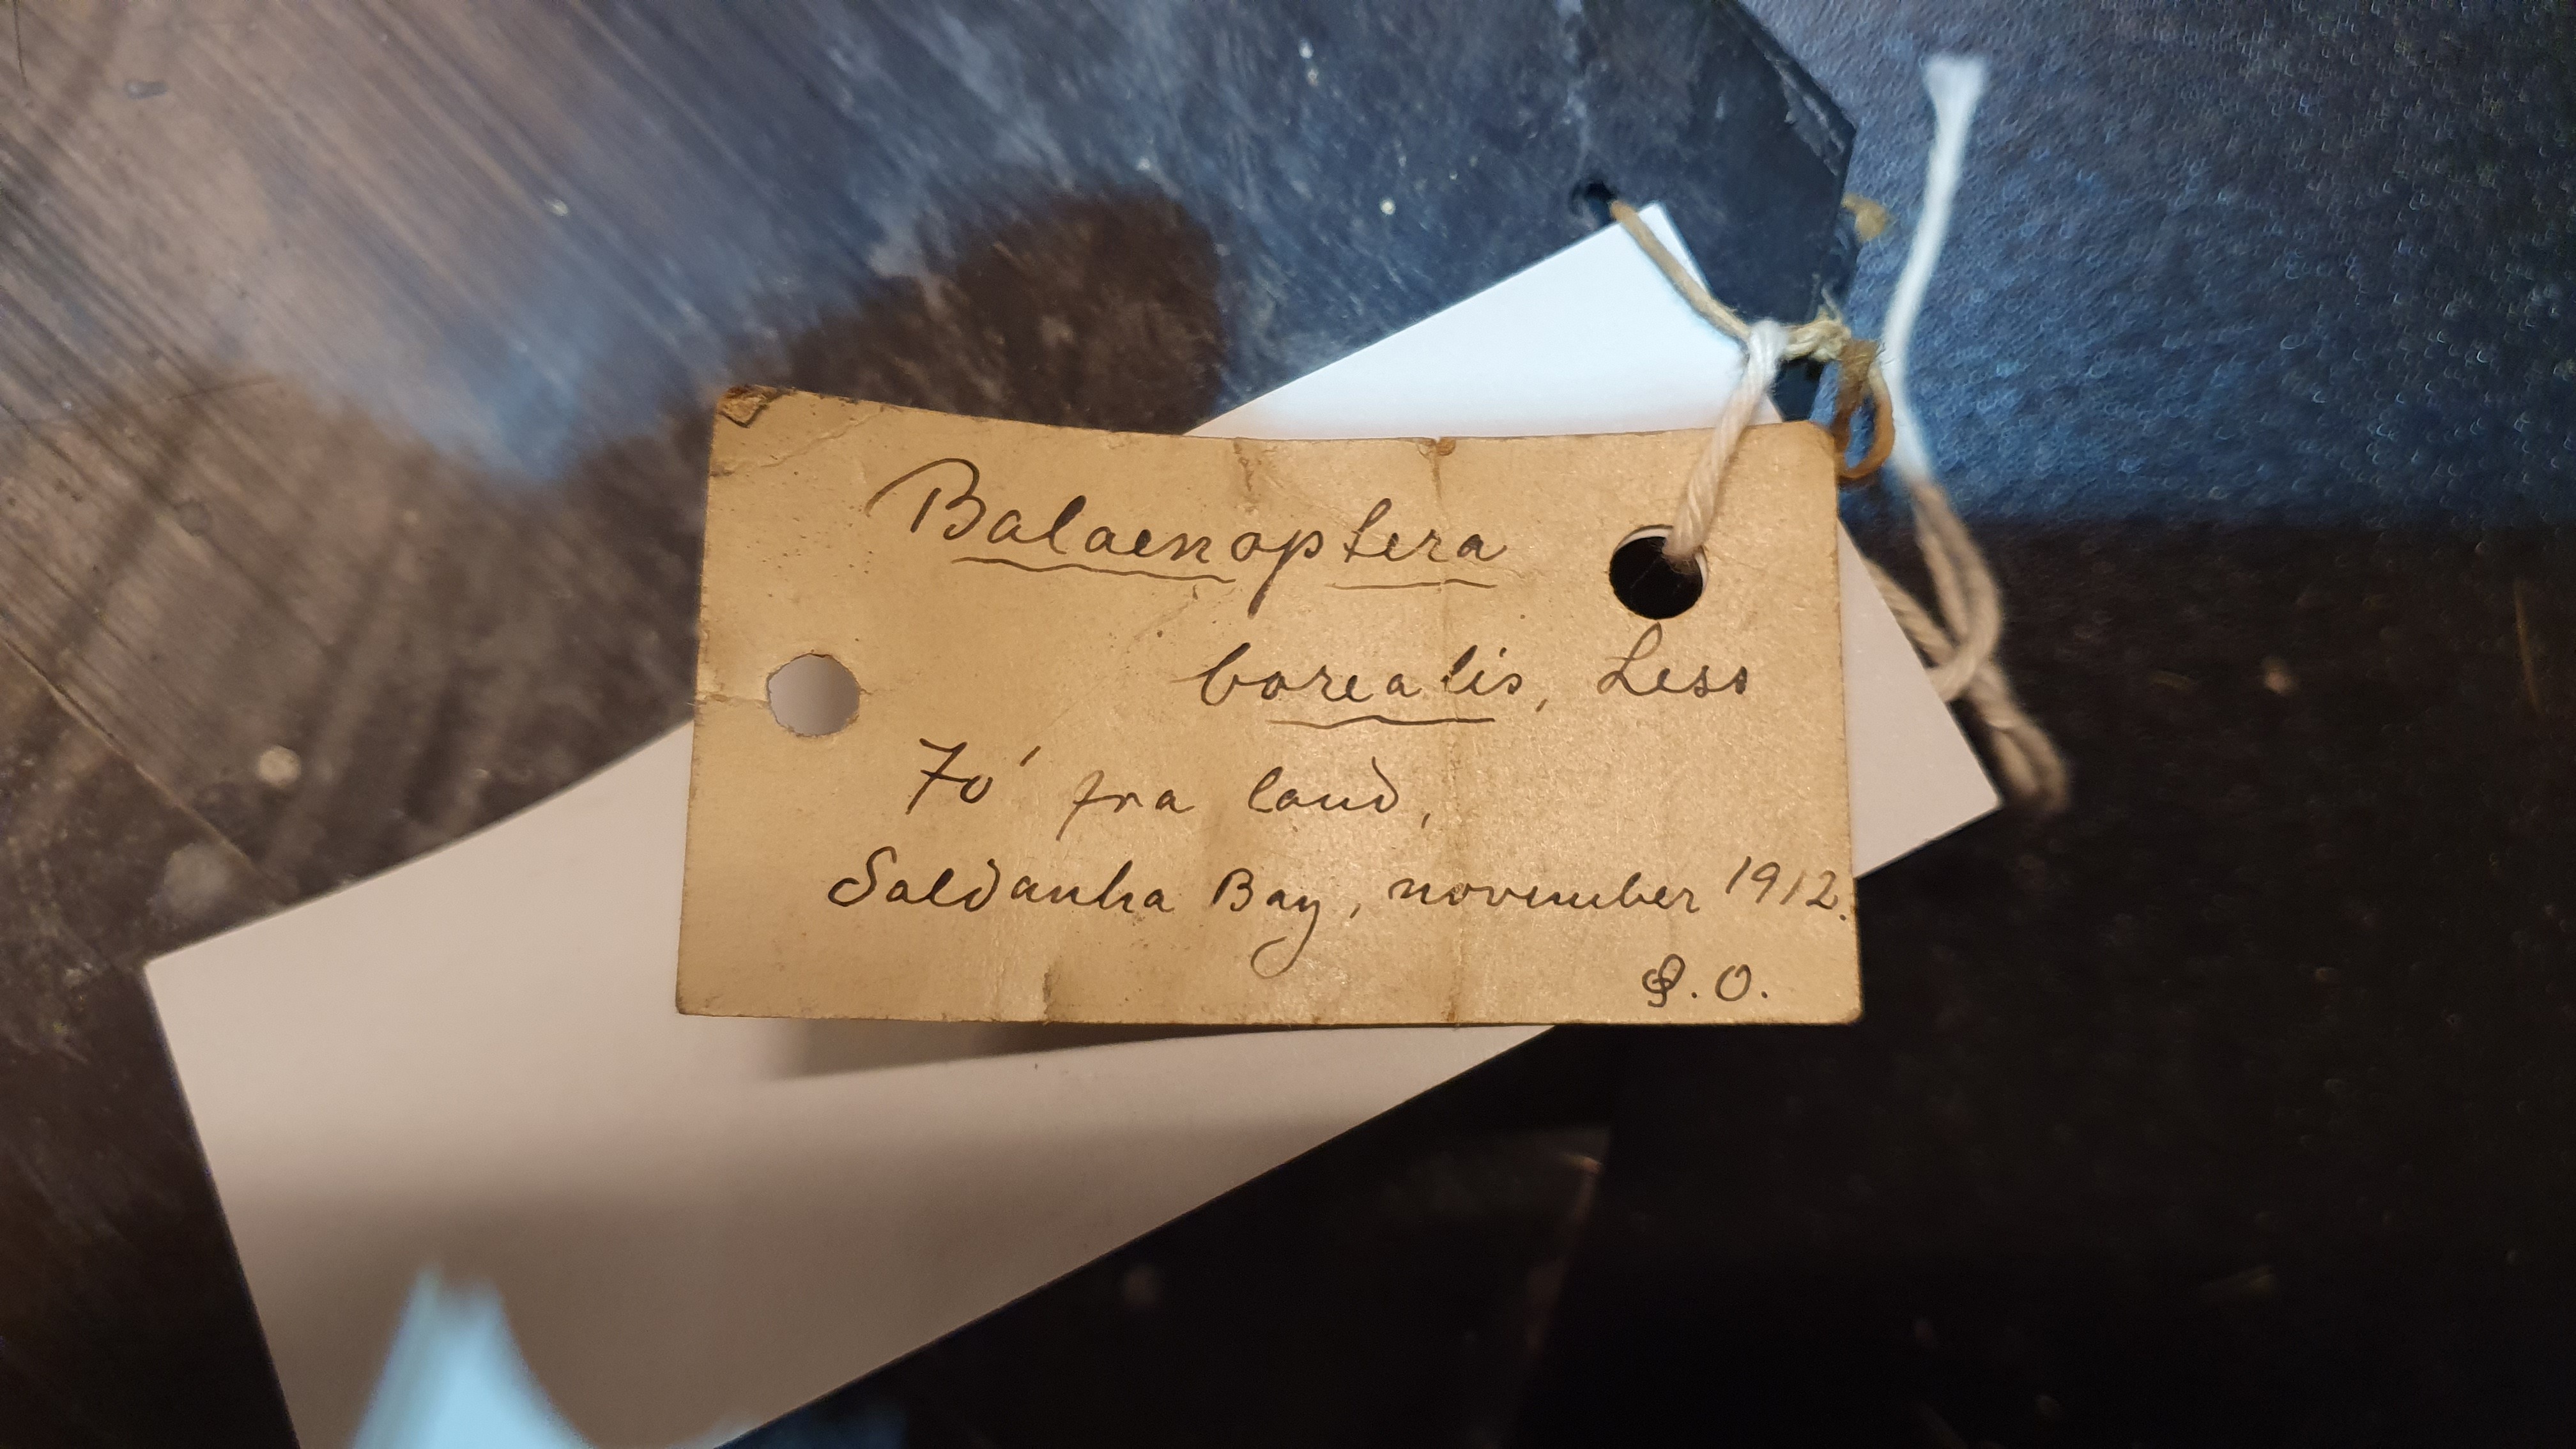 Balaenoptera
borealis, Less
70' fra land,
Saldanha Bay, november 1912.
Ø. O.